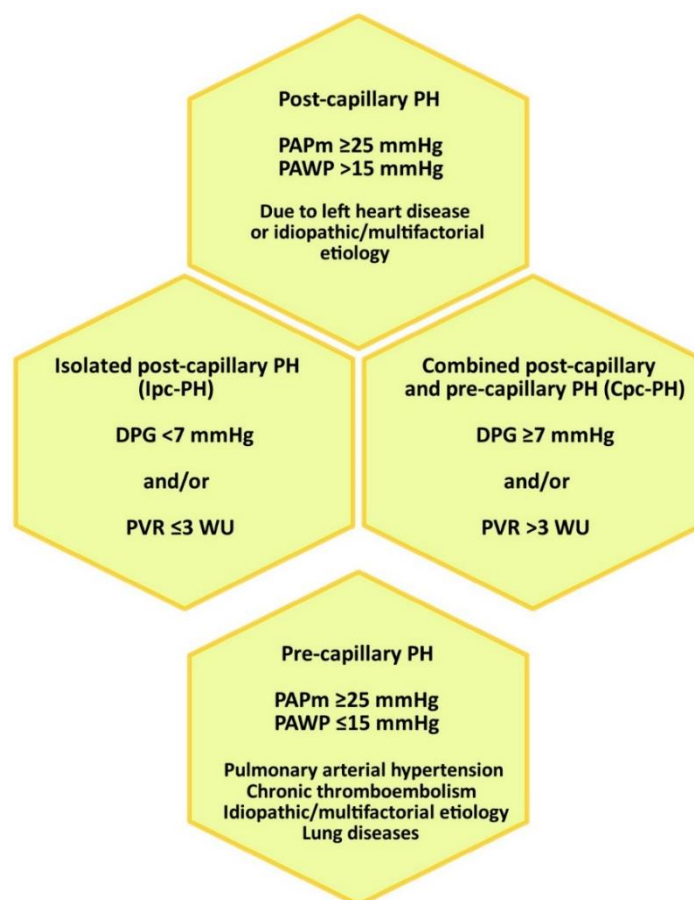 Post-capillary PH
PAPm ≥25 mmHg
PAWP >15 mmHg
Due to left heart disease
or idiopathic/multifactorial
etiology
Isolated post-capillary PH
(Ipc-PH)
DPG <7 mmHg
and/or
PVR ≤3 WU
Combined post-capillary
and pre-capillary PH (Cpc-PH)
DPG ≥7 mmHg
and/or
PVR >3 WU
Pre-capillary PH
PAPm ≥25 mmHg
PAWP ≤15 mmHg
Pulmonary arterial hypertension
Chronic thromboembolism
Idiopathic/multifactorial etiology
Lung diseases